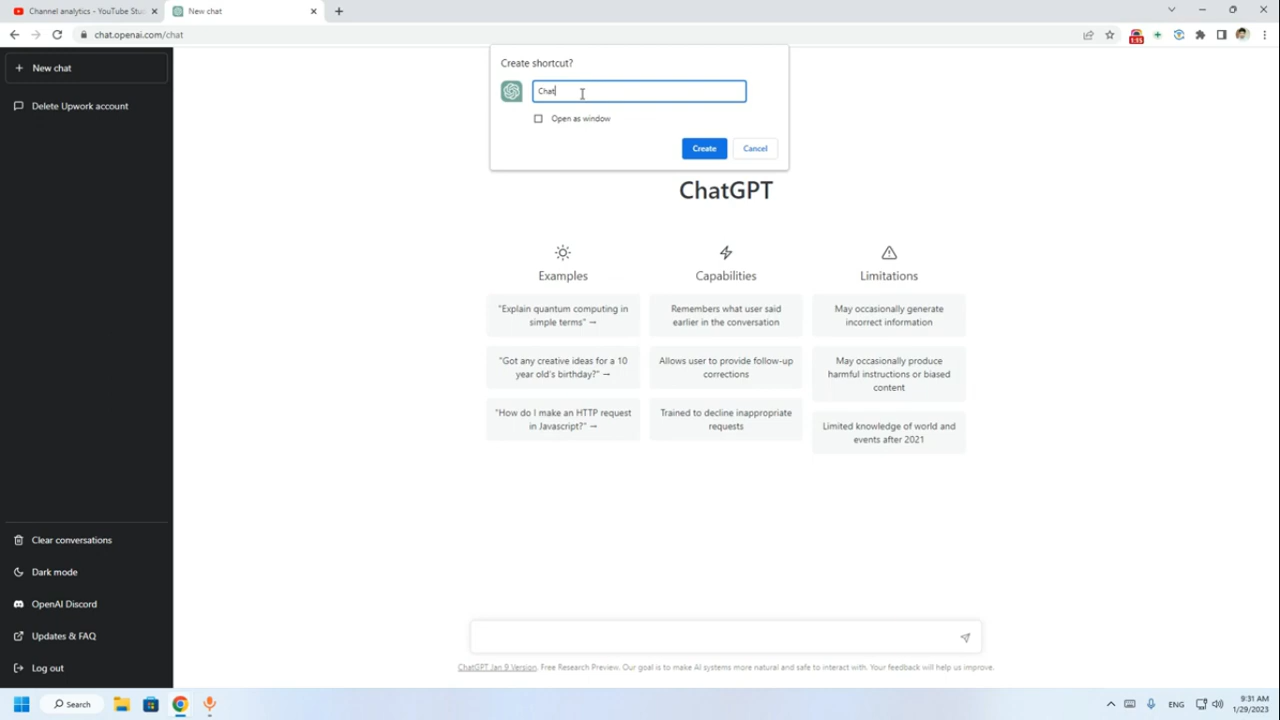 Channel analytics - YouTube Stu
New chat
chat.openai.com/chat
1:15
New chat
Delete Upwork account
Create shortcut?
Chat
Open as window
Create
Cancel
ChatGPT
Examples
"Explain quantum computing in
simple terms" →
"Got any creative ideas for a 10
year old's birthday?" →
"How do I make an HTTP request
in Javascript?" →
Capabilities
Remembers what user said
earlier in the conversation
Allows user to provide follow-up
corrections
Trained to decline inappropriate
requests
Limitations
May occasionally generate
incorrect information
May occasionally produce
harmful instructions or biased
content
Limited knowledge of world and
events after 2021
Clear conversations
Dark mode
OpenAI Discord
Updates & FAQ
Log out
ChatGPT Jan 9 Version. Free Research Preview. Our goal is to make AI systems more natural and safe to interact with. Your feedback will help us improve.
Search
ENG
9:31 AM
1/29/2023